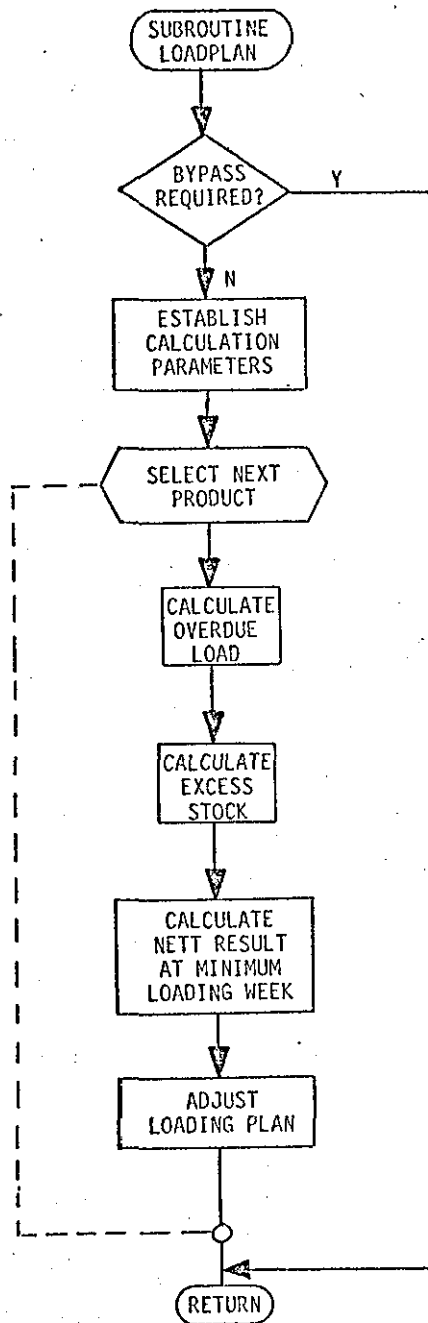 SUBROUTINE
LOADPLAN
BYPASS
REQUIRED?
Y
N
ESTABLISH
CALCULATION
PARAMETERS
SELECT NEXT
PRODUCT
CALCULATE
OVERDUE
LOAD
CALCULATE
EXCESS
STOCK
CALCULATE
NETT RESULT
AT MINIMUM
LOADING WEEK
ADJUST
LOADING PLAN
RETURN